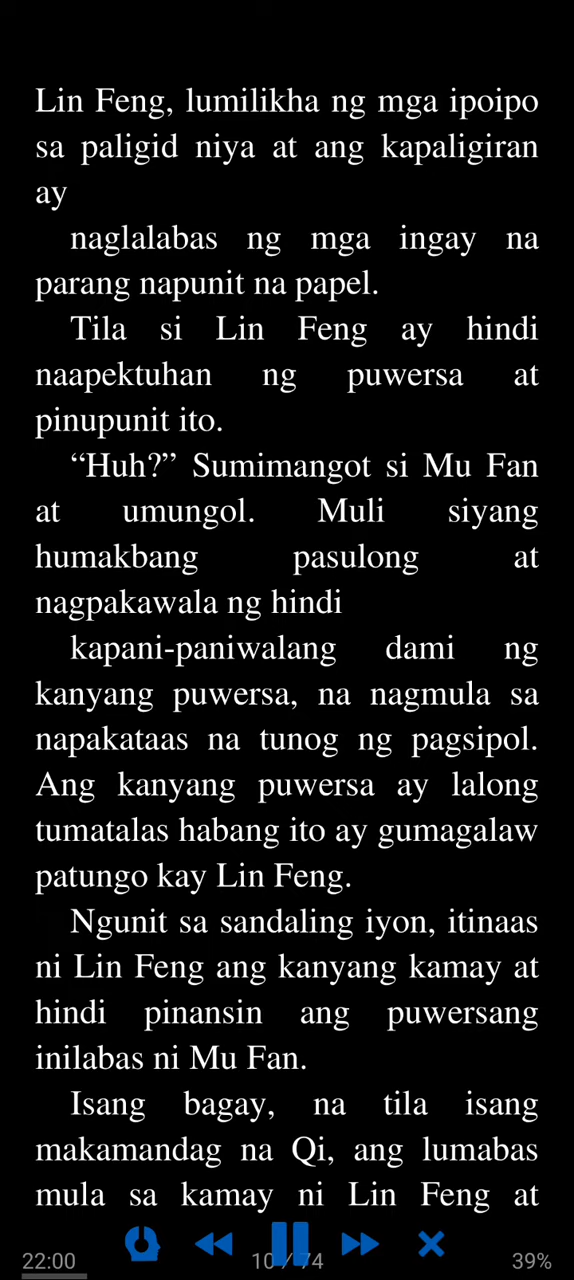 Lin Feng, lumilikha ng mga ipoipo
sa paligid niya at ang kapaligiran
ay
naglalabas ng mga ingay na
parang napunit na papel.
Tila si Lin Feng ay hindi
naapektuhan ng puwersa at
pinupunit ito.
“Huh?” Sumimangot si Mu Fan
at umungol. Muli siyang
humakbang pasulong at
nagpakawala ng hindi
kapani-paniwalang dami ng
kanyang puwersa, na nagmula sa
napakataas na tunog ng pagsipol.
Ang kanyang puwersa ay lalong
tumatalas habang ito ay gumagalaw
patungo kay Lin Feng.
Ngunit sa sandaling iyon, itinaas
ni Lin Feng ang kanyang kamay at
hindi pinansin ang puwersang
inilabas ni Mu Fan.
Isang bagay, na tila isang
makamandag na Qi, ang lumabas
mula sa kamay ni Lin Feng at
22:00 10 / 74 39%